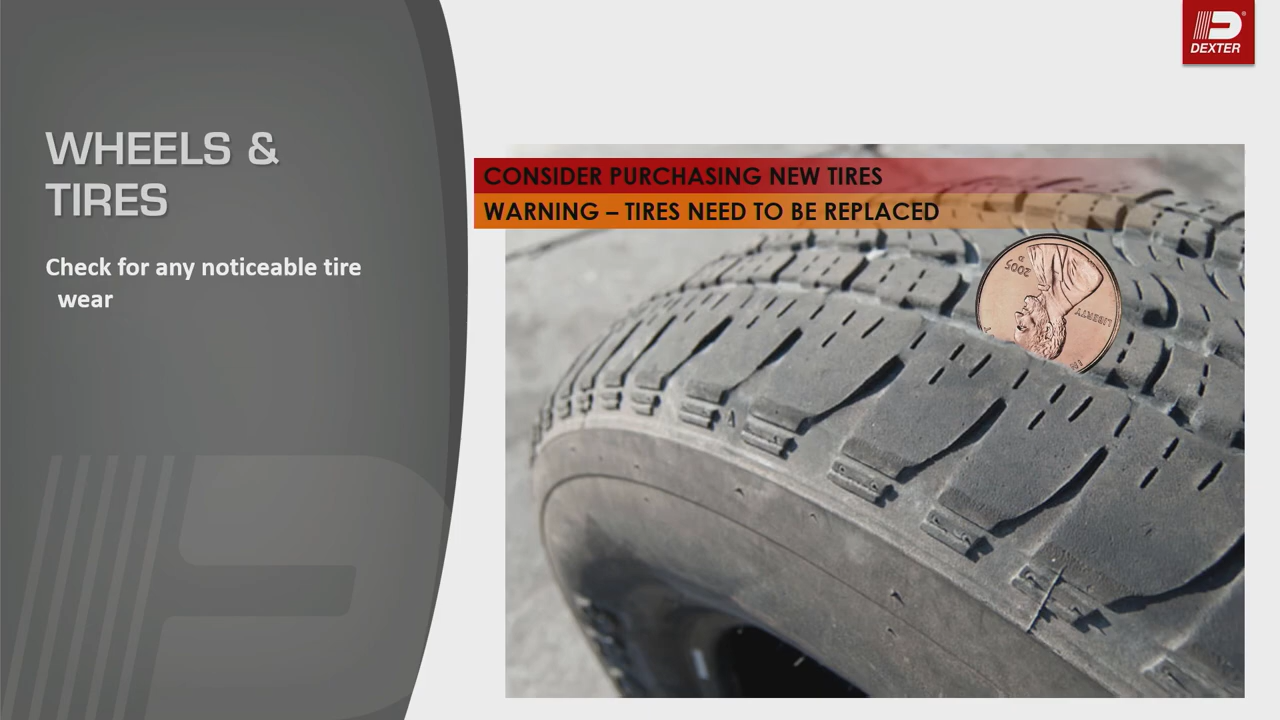 DEXTER
WHEELS &
TIRES
Check for any noticeable tire
wear
CONSIDER PURCHASING NEW TIRES
WARNING – TIRES NEED TO BE REPLACED
2005
D
LIBERTY